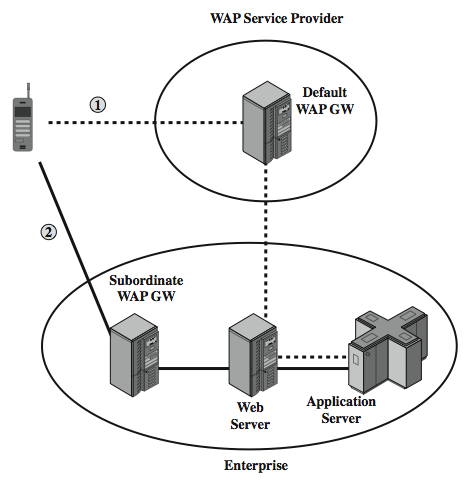 WAP Service Provider
Default
WAP GW
1
2
Subordinate
WAP GW
Web
Server
Application
Server
Enterprise